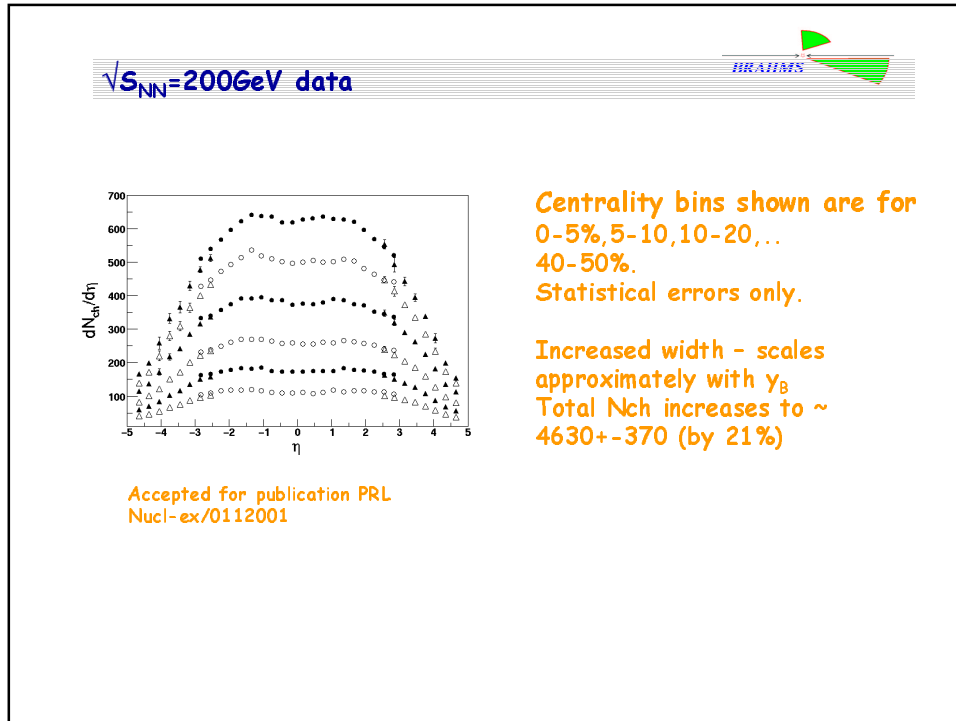 √S_NN=200GeV data
BRAHMS
700
600
500
400
300
200
100
dN_ch/dη
−5 −4 −3 −2 −1 0 1 2 3 4 5
η
Centrality bins shown are for
0-5%,5-10,10-20,..
40-50%.
Statistical errors only.
Increased width – scales
approximately with y_B
Total Nch increases to ~
4630+-370 (by 21%)
Accepted for publication PRL
Nucl-ex/0112001